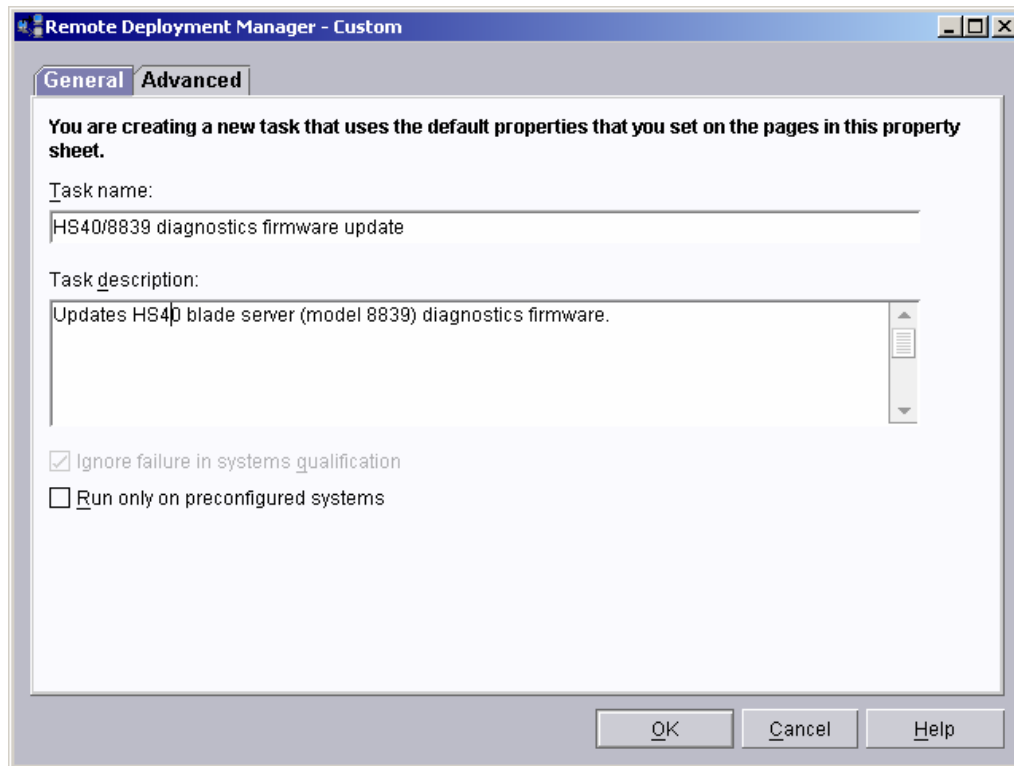 Remote Deployment Manager - Custom
General Advanced
You are creating a new task that uses the default properties that you set on the pages in this property
sheet.
Task name:
HS40/8839 diagnostics firmware update
Task description:
Updates HS40 blade server (model 8839) diagnostics firmware.
Ignore failure in systems qualification
Run only on preconfigured systems
OK Cancel Help